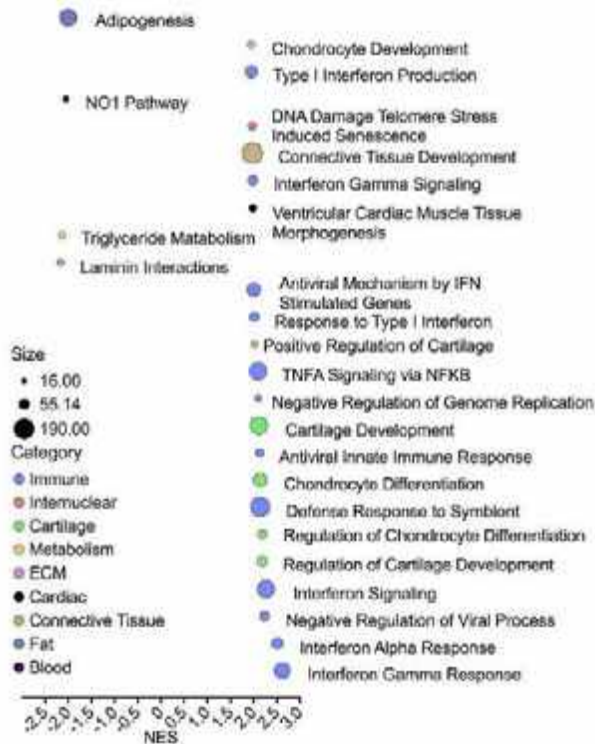 Adipogenesis
Chondrocyte Development
Type I Interferon Production
NO1 Pathway
DNA Damage Telomere Stress
Induced Senescence
Connective Tissue Development
Interferon Gamma Signaling
Ventricular Cardiac Muscle Tissue
Morphogenesis
Triglyceride Matabolism
Laminin Interactions
Antiviral Mechanism by IFN
Stimulated Genes
Response to Type I Interferon
Positive Regulation of Cartilage
TNFA Signaling via NFKB
Negative Regulation of Genome Replication
Cartilage Development
Antiviral Innate Immune Response
Chondrocyte Differentiation
Defense Response to Symbiont
Regulation of Chondrocyte Differentiation
Regulation of Cartilage Development
Interferon Signaling
Negative Regulation of Viral Process
Interferon Alpha Response
Interferon Gamma Response
Size
16.00
55.14
190.00
Category
Immune
Internuclear
Cartilage
Metabolism
ECM
Cardiac
Connective Tissue
Fat
Blood
-2.5 -2.0 -1.5 -1.0 -0.5 0 0.5 1.0 1.5 2.0 2.5 3.0
NES